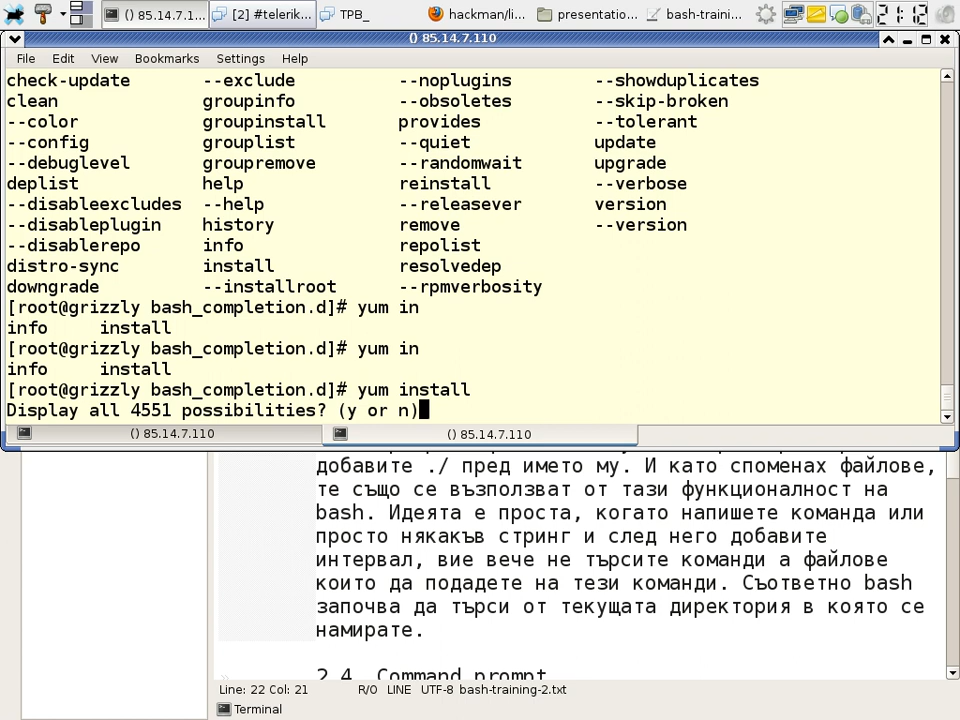 () 85.14.7.1... [2] #telerik... TPB_ hackman/li... presentatio... bash-traini... 21:12
() 85.14.7.110
File Edit View Bookmarks Settings Help
check-update --exclude --noplugins --showduplicates
clean groupinfo --obsoletes --skip-broken
--color groupinstall provides --tolerant
--config grouplist --quiet update
--debuglevel groupremove --randomwait upgrade
deplist help reinstall --verbose
--disableexcludes --help --releasever version
--disableplugin history remove --version
--disablerepo info repolist
distro-sync install resolvedep
downgrade --installroot --rpmverbosity
[root@grizzly bash_completion.d]# yum in
info install
[root@grizzly bash_completion.d]# yum in
info install
[root@grizzly bash_completion.d]# yum install
Display all 4551 possibilities? (y or n)
() 85.14.7.110 () 85.14.7.110
добавите ./ пред името му. И като споменах файлове,
те също се възползват от тази функционалност на
bash. Идеята е проста, когато напишете команда или
просто някакъв стринг и след него добавите
интервал, вие вече не търсите команди а файлове
които да подадете на тези команди. Съответно bash
започва да търси от текущата директория в която се
намирате.
2.4. Command prompt
Line: 22 Col: 21 R/O LINE UTF-8 bash-training-2.txt
Terminal